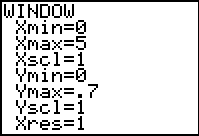 WINDOW
Xmin=0
Xmax=5
Xscl=1
Ymin=0
Ymax=.7
Yscl=1
Xres=1